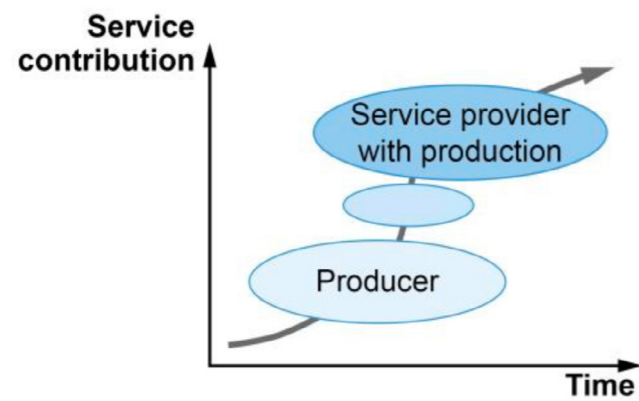 Service
contribution
Service provider
with production
Producer
Time